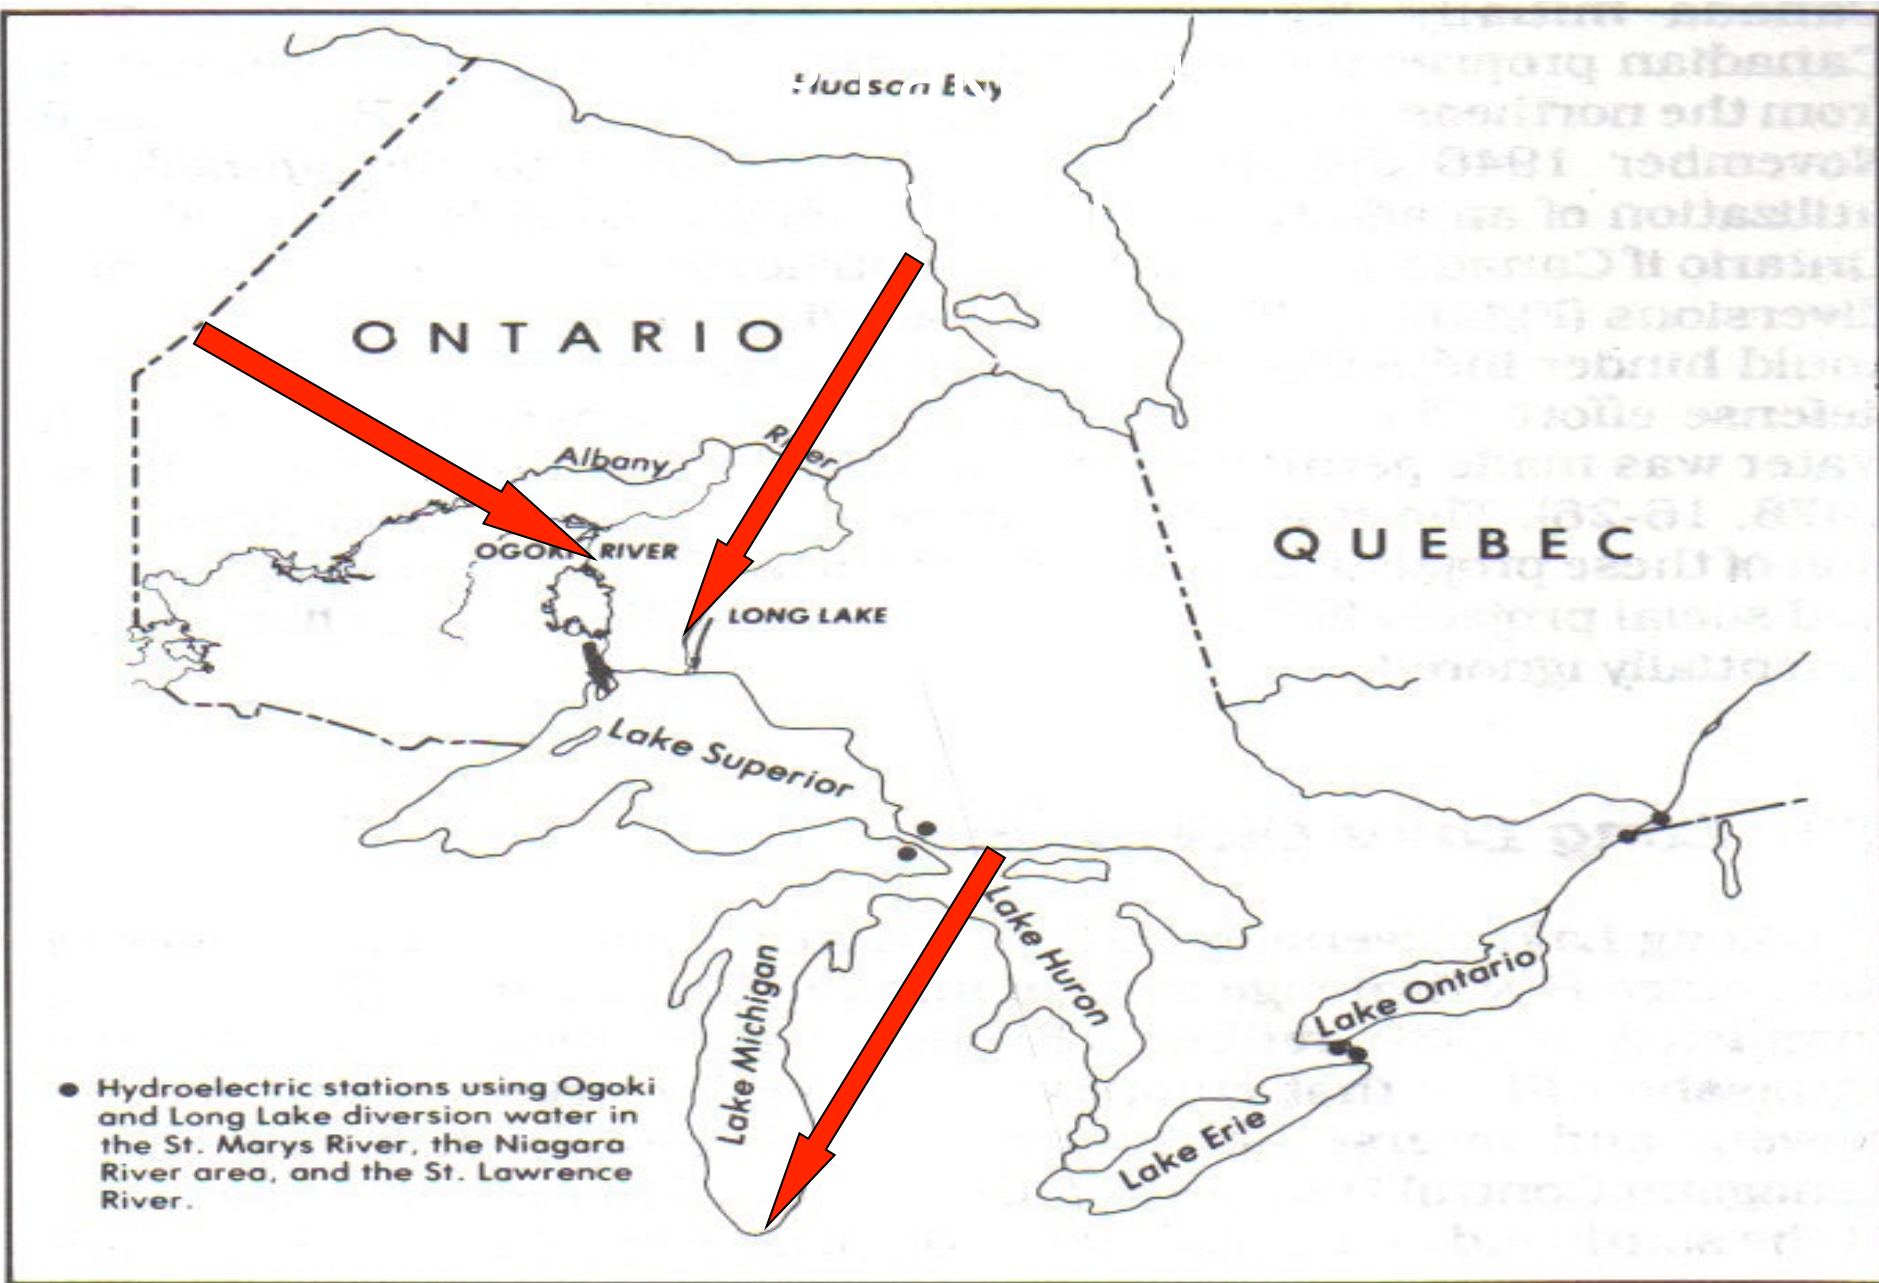 Hudson Bay
ONTARIO
Albany River
OGOKI RIVER
LONG LAKE
QUEBEC
Lake Superior
Lake Huron
Lake Michigan
Lake Ontario
Lake Erie
● Hydroelectric stations using Ogoki
and Long Lake diversion water in
the St. Marys River, the Niagara
River area, and the St. Lawrence
River.